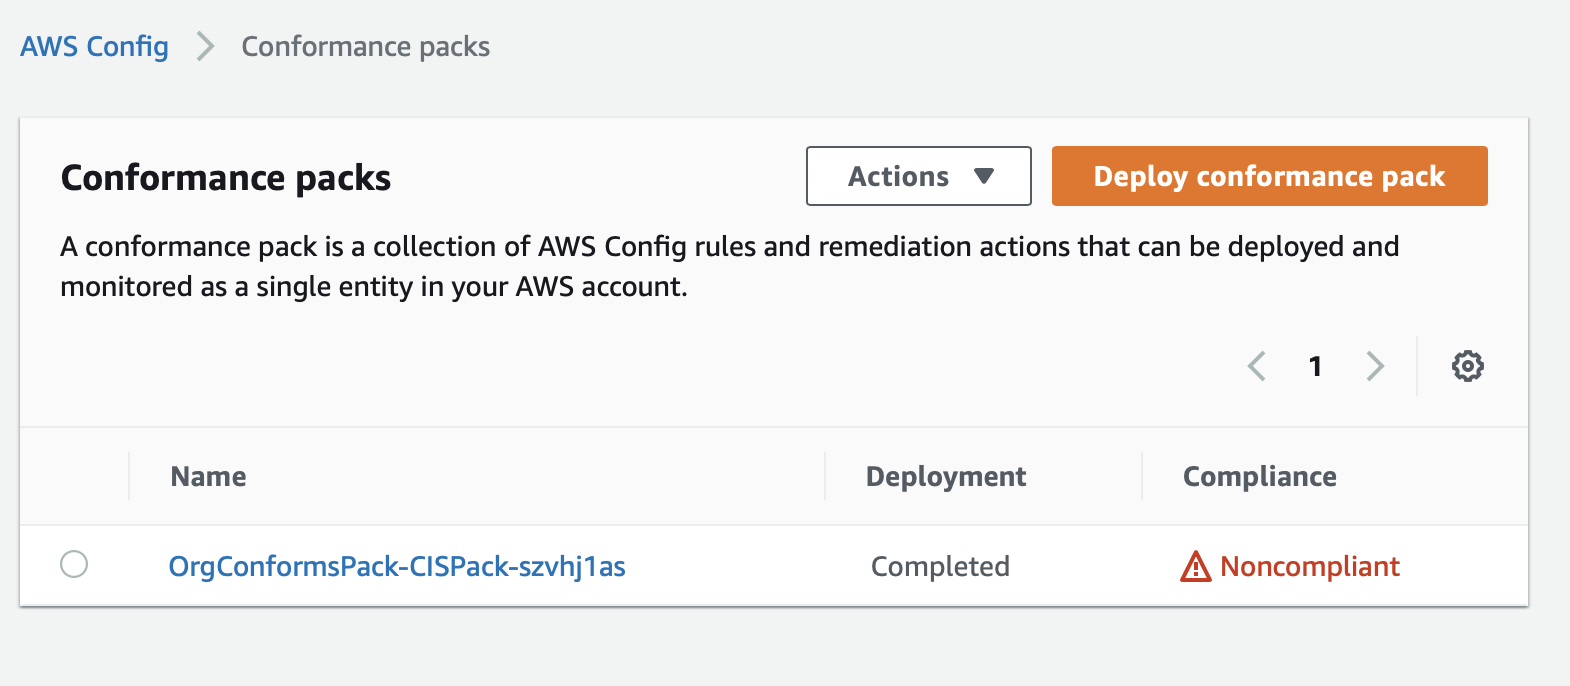 AWS Config > Conformance packs
Conformance packs
Actions
Deploy conformance pack
A conformance pack is a collection of AWS Config rules and remediation actions that can be deployed and
monitored as a single entity in your AWS account.
1
Name Deployment Compliance
OrgConformsPack-CISPack-szvhj1as Completed Noncompliant